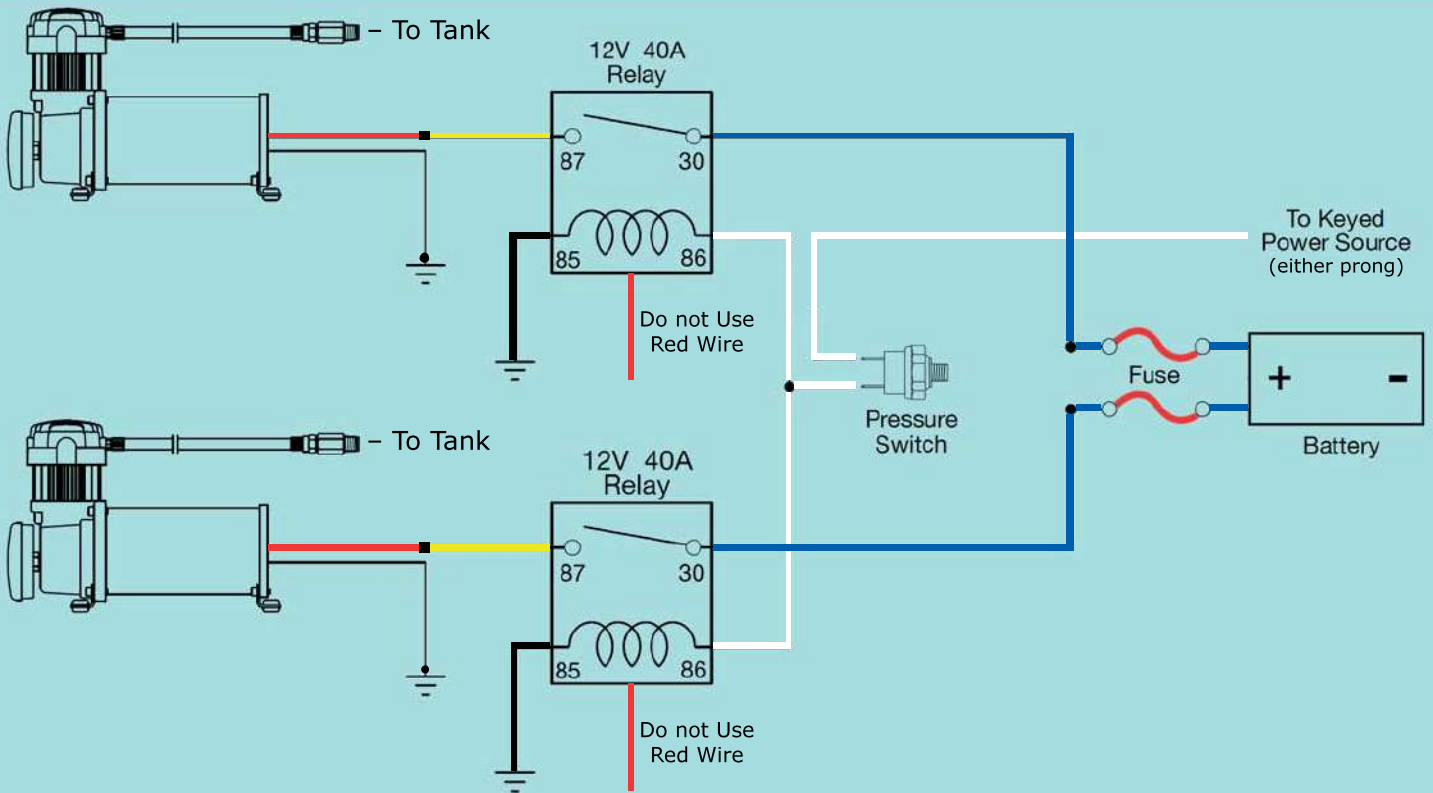 – To Tank
12V 40A
Relay
87
30
85
86
Do not Use
Red Wire
To Keyed
Power Source
(either prong)
Fuse
+
-
Battery
Pressure
Switch
– To Tank
12V 40A
Relay
87
30
85
86
Do not Use
Red Wire